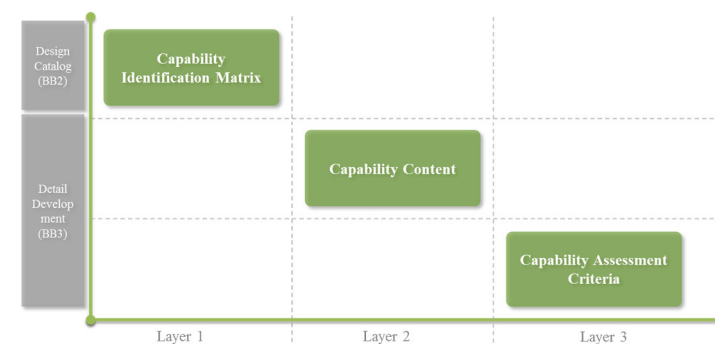 Design
Catalog
(BB2)
Capability
Identification Matrix
Detail
Develop
ment
(BB3)
Capability Content
Capability Assessment
Criteria
Layer 1
Layer 2
Layer 3